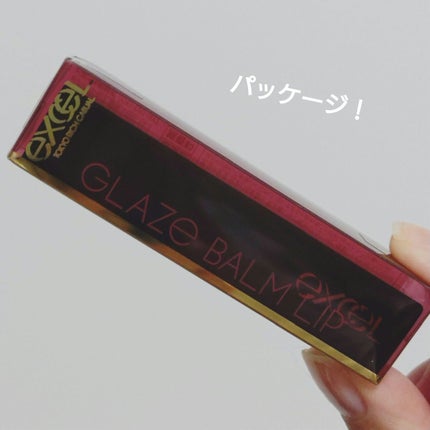 パッケージ！
excel
TOKYO RICH CASUAL
GLAZE BALM LIP
excel